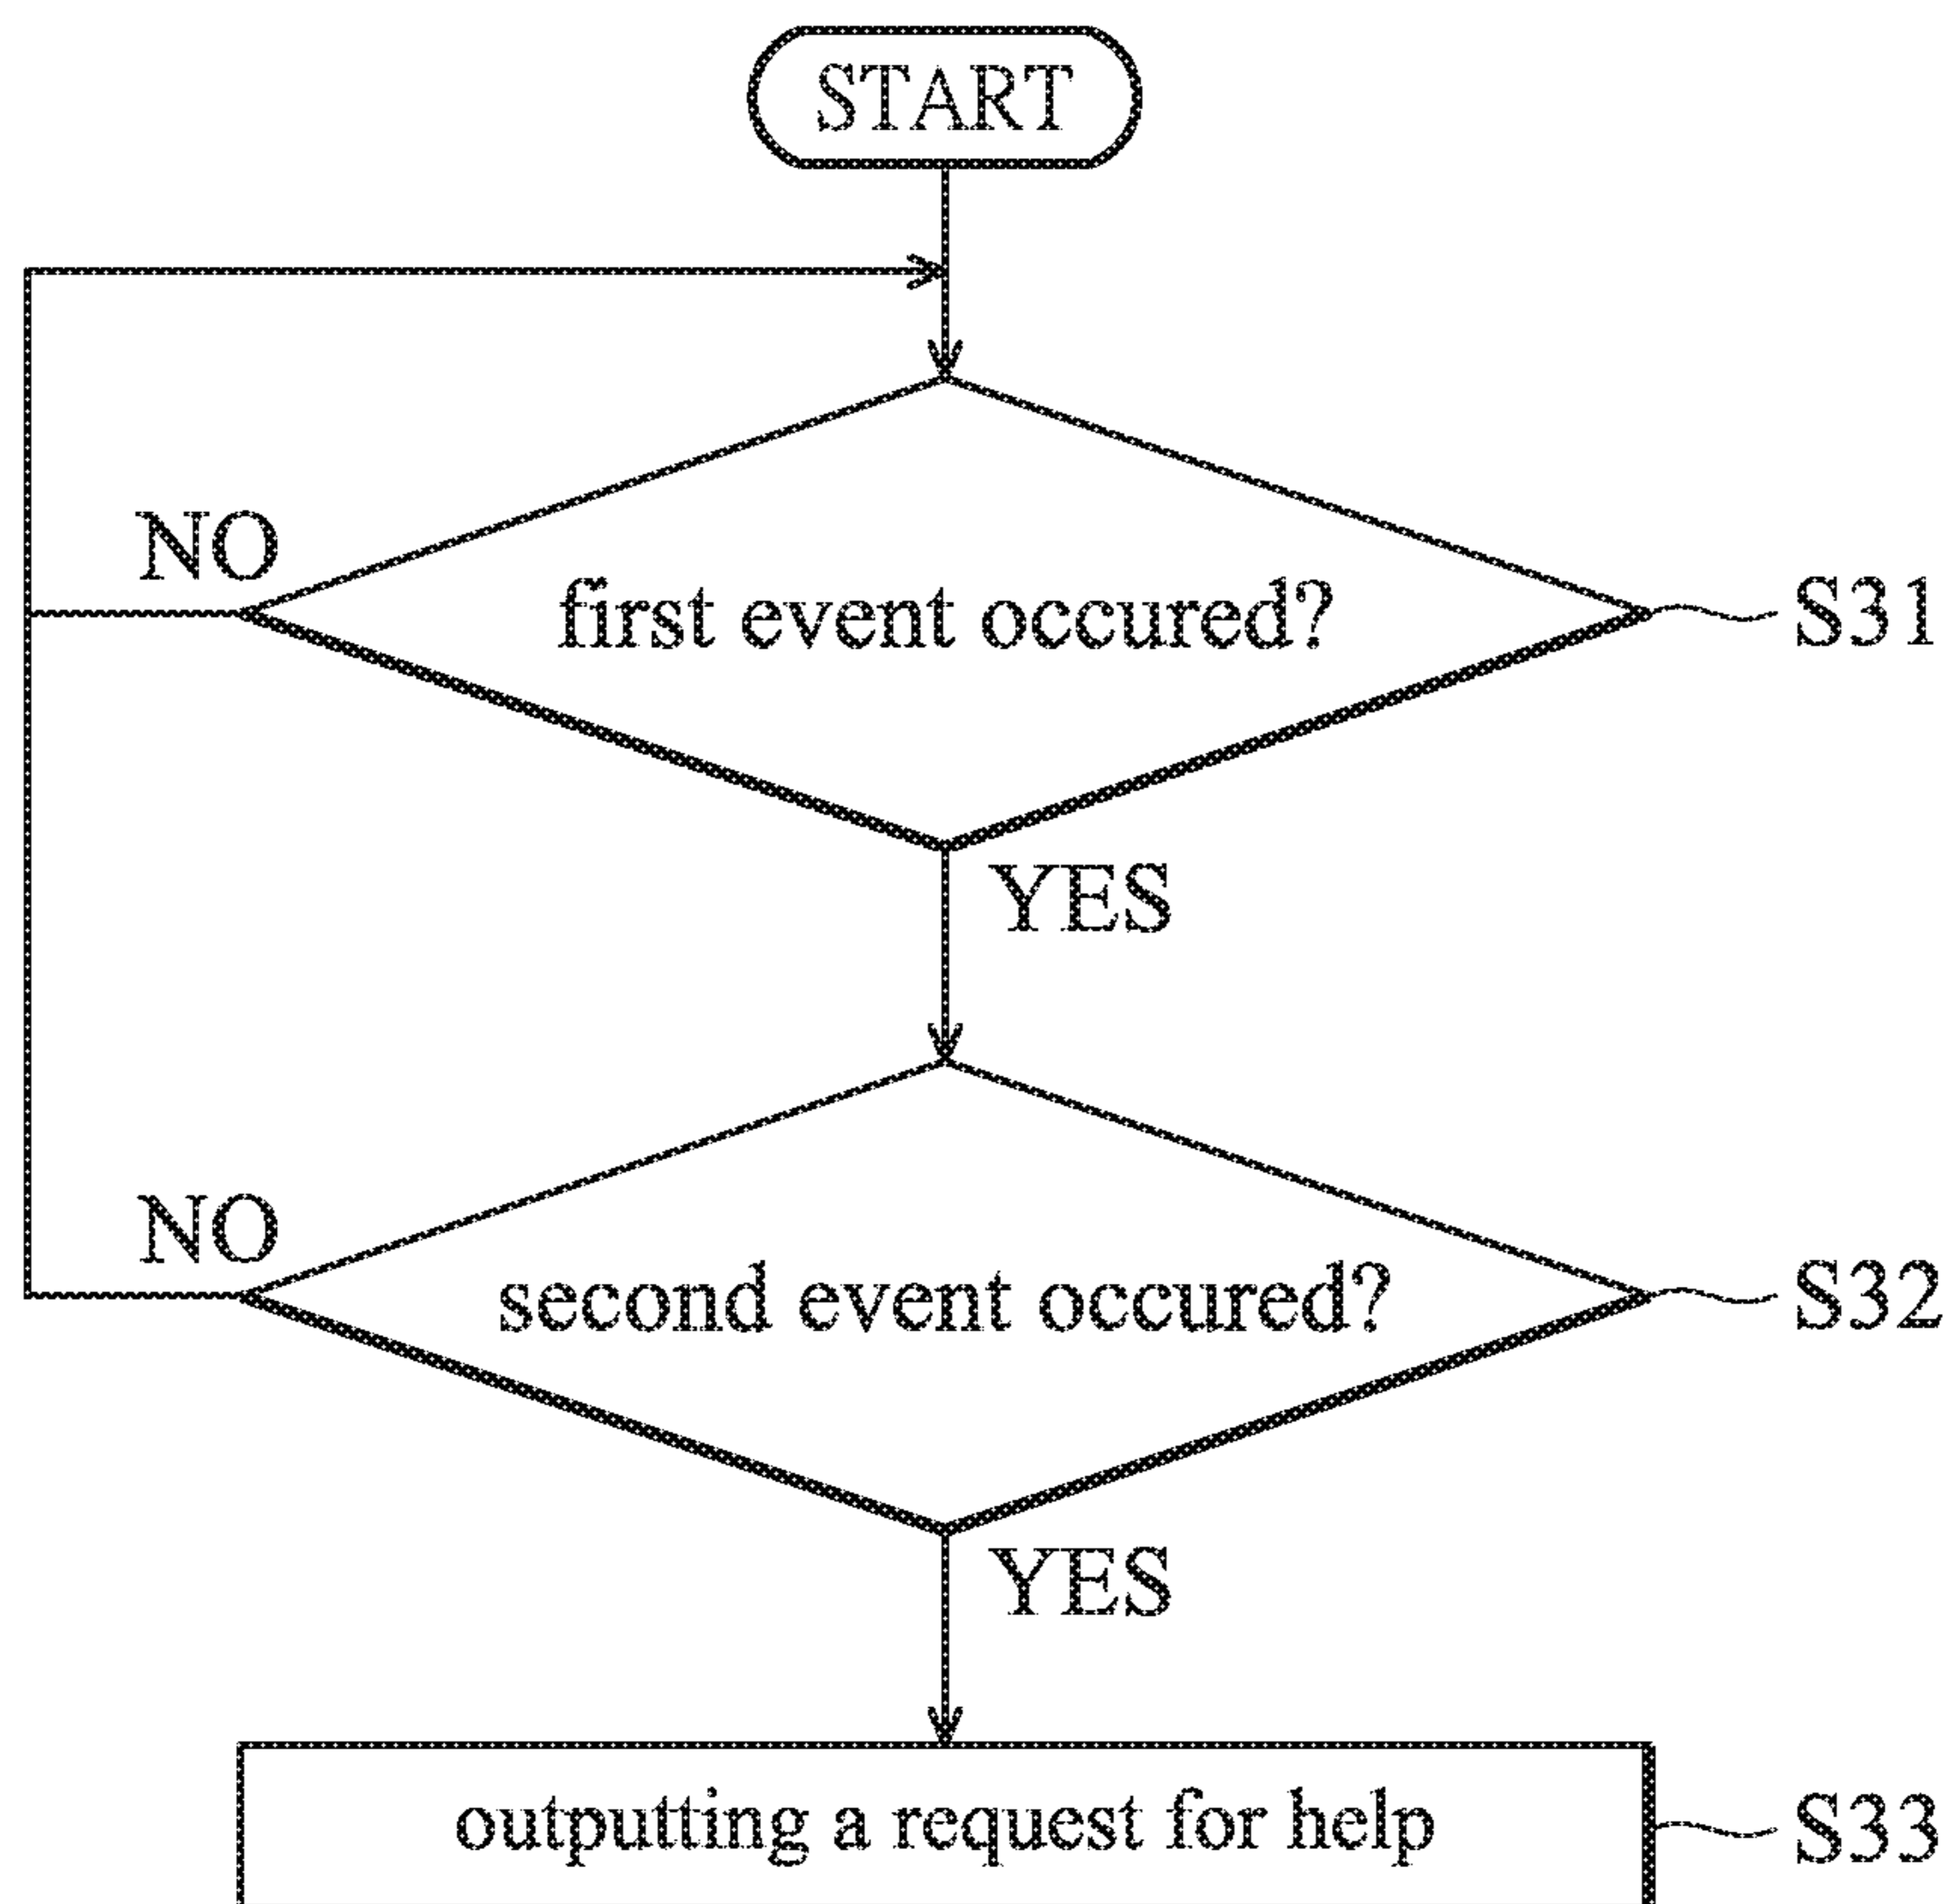 START
NO
first event occured?
S31
YES
NO
second event occured?
S32
YES
outputting a request for help
S33